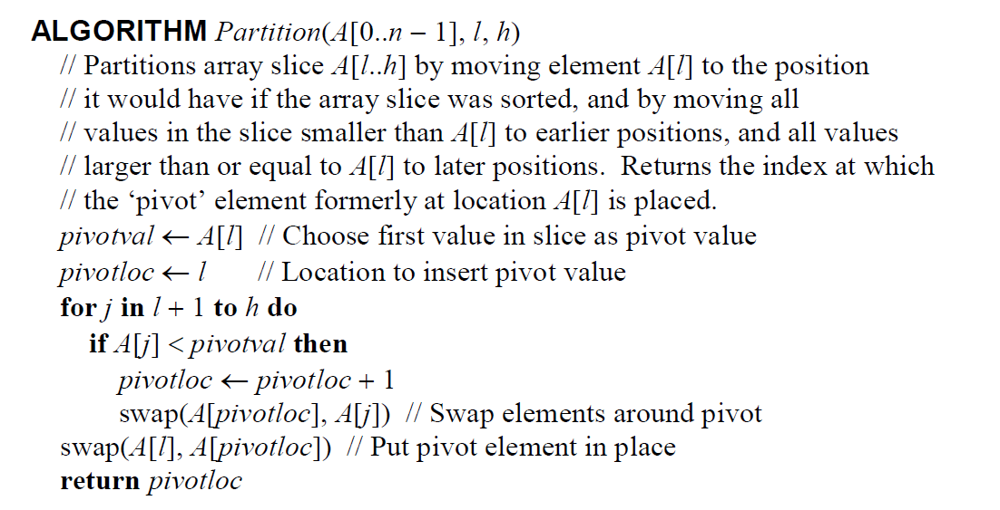 ALGORITHM Partition(A[0..n – 1], l, h)
// Partitions array slice A[l..h] by moving element A[l] to the position
// it would have if the array slice was sorted, and by moving all
// values in the slice smaller than A[l] to earlier positions, and all values
// larger than or equal to A[l] to later positions.  Returns the index at which
// the ‘pivot’ element formerly at location A[l] is placed.
pivotval ← A[l]  // Choose first value in slice as pivot value
pivotloc ← l  // Location to insert pivot value
for j in l + 1 to h do
if A[j] < pivotval then
pivotloc ← pivotloc + 1
swap(A[pivotloc], A[j])  // Swap elements around pivot
swap(A[l], A[pivotloc])  // Put pivot element in place
return pivotloc